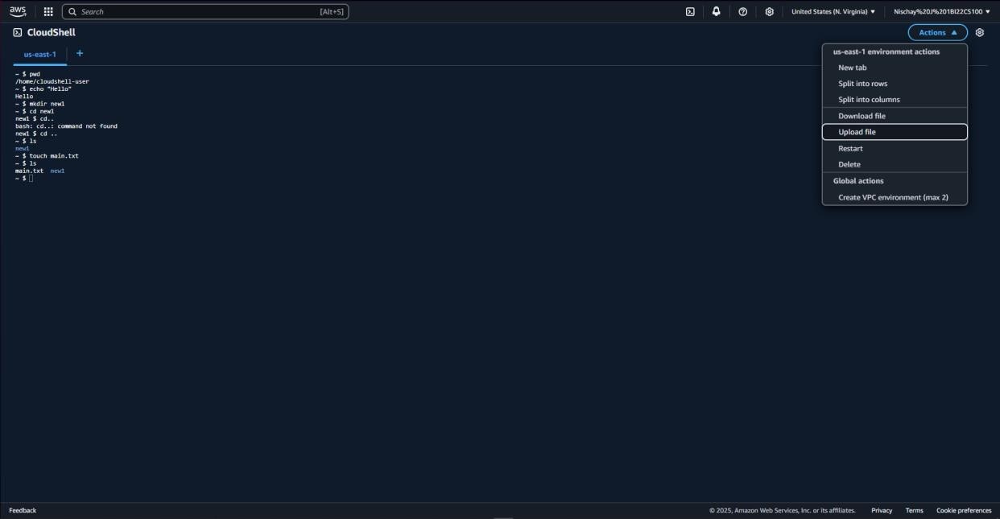 aws
Search [Alt+S]
United States (N. Virginia) ▼
Nischay%20J%201BI22CS100 ▼
CloudShell
Actions ▲
us-east-1 +
~ $ pwd
/home/cloudshell-user
~ $ echo "Hello"
Hello
~ $ mkdir new1
~ $ cd new1
new1 $ cd..
bash: cd..: command not found
new1 $ cd ..
~ $ ls
new1
~ $ touch main.txt
~ $ ls
main.txt  new1
~ $
us-east-1 environment actions
New tab
Split into rows
Split into columns
Download file
Upload file
Restart
Delete
Global actions
Create VPC environment (max 2)
Feedback
© 2025, Amazon Web Services, Inc. or its affiliates.
Privacy
Terms
Cookie preferences